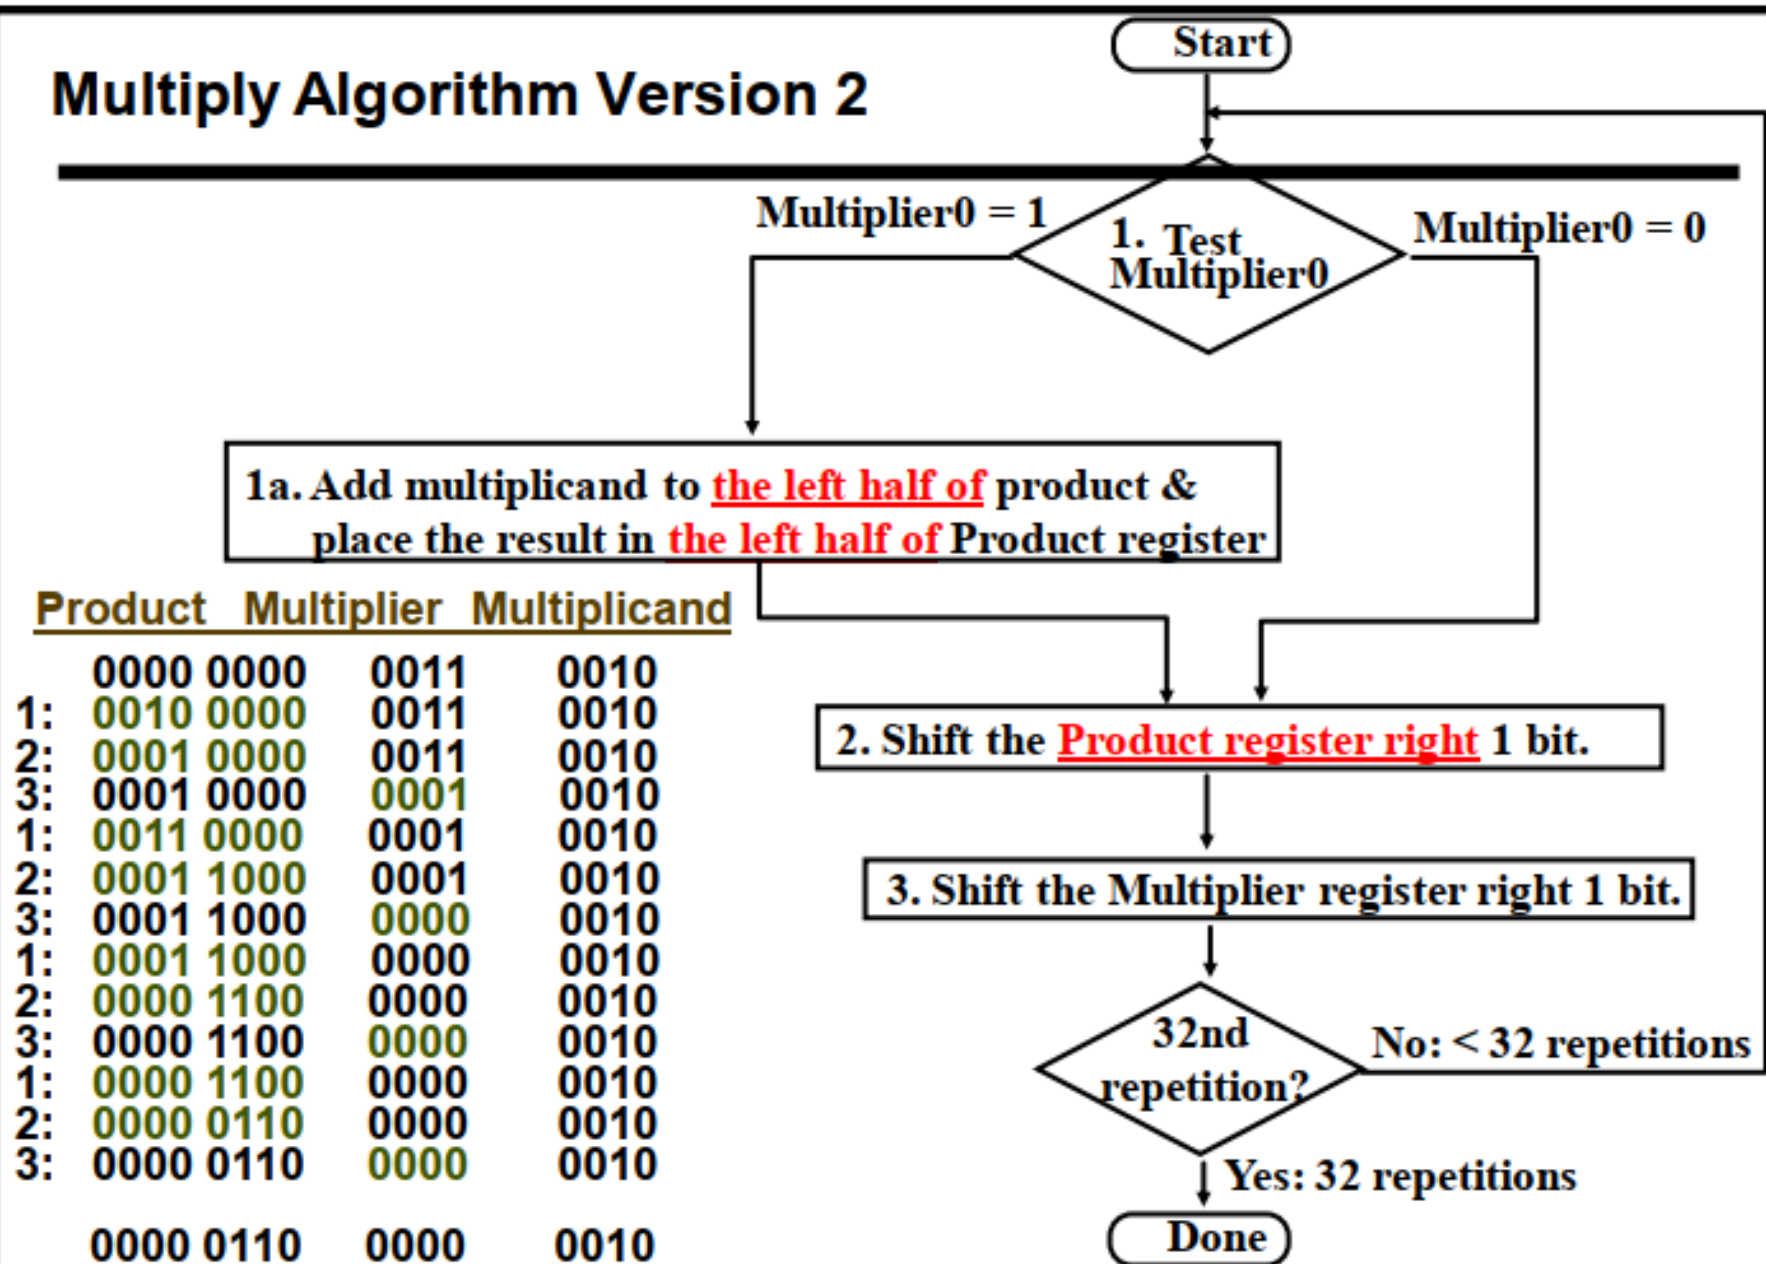 Start
Multiply Algorithm Version 2
Multiplier0 = 1
1. Test
Multiplier0
Multiplier0 = 0
1a. Add multiplicand to the left half of product &
place the result in the left half of Product register
Product Multiplier Multiplicand
0000 0000 0011 0010
1: 0010 0000 0011 0010
2: 0001 0000 0011 0010
3: 0001 0000 0001 0010
1: 0011 0000 0001 0010
2: 0001 1000 0001 0010
3: 0001 1000 0000 0010
1: 0001 1000 0000 0010
2: 0000 1100 0000 0010
3: 0000 1100 0000 0010
1: 0000 1100 0000 0010
2: 0000 0110 0000 0010
3: 0000 0110 0000 0010
0000 0110 0000 0010
2. Shift the Product register right 1 bit.
3. Shift the Multiplier register right 1 bit.
32nd
repetition?
No: < 32 repetitions
Yes: 32 repetitions
Done